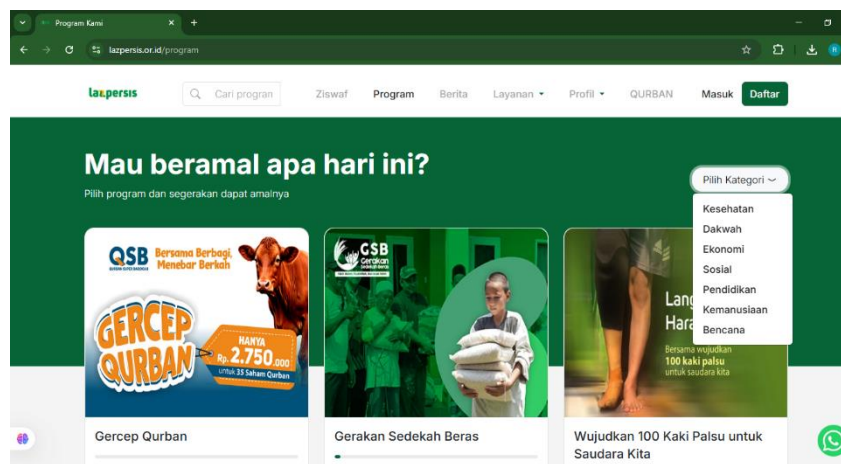 Program Kami
lazpersis.or.id/program
lazpersis
Cari progran
Ziswaf
Program
Berita
Layanan
Profil
QURBAN
Masuk
Daftar
Mau beramal apa hari ini?
Pilih program dan segerakan dapat amalnya
Pilih Kategori
Kesehatan
Dakwah
Ekonomi
Sosial
Pendidikan
Kemanusiaan
Bencana
QSB
Bersama Berbagi,
Menebar Berkah
GERCEP
QURBAN
HANYA
Rp. 2.750.000
untuk 35 Saham Qurban
GSB
Gerakan
Sedekah Beras
Bersama wujudkan
100 kaki palsu
untuk saudara kita
Gercep Qurban
Gerakan Sedekah Beras
Wujudkan 100 Kaki Palsu untuk
Saudara Kita